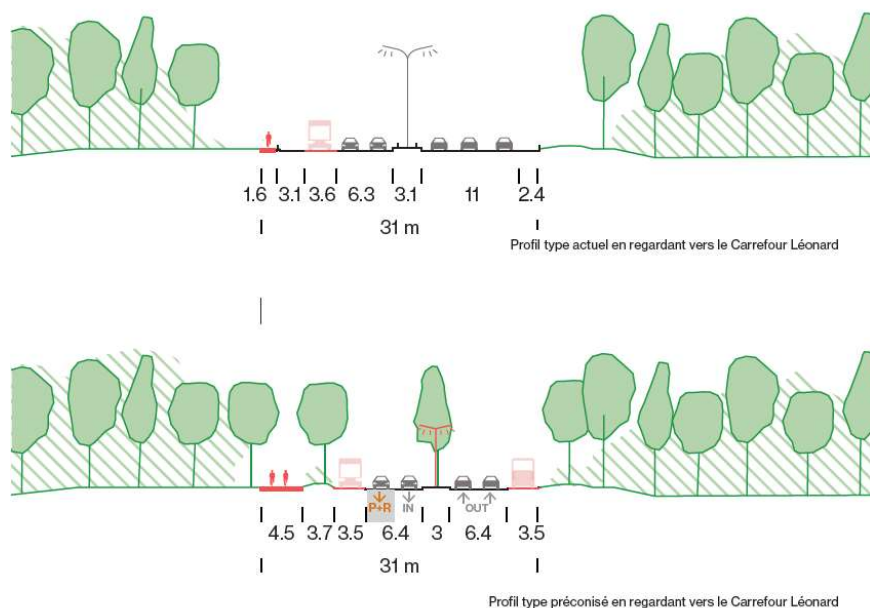 1.6 3.1 3.6 6.3 3.1 11 2.4
31 m
Profil type actuel en regardant vers le Carrefour Léonard
P+R IN OUT
4.5 3.7 3.5 6.4 3 6.4 3.5
31 m
Profil type préconisé en regardant vers le Carrefour Léonard